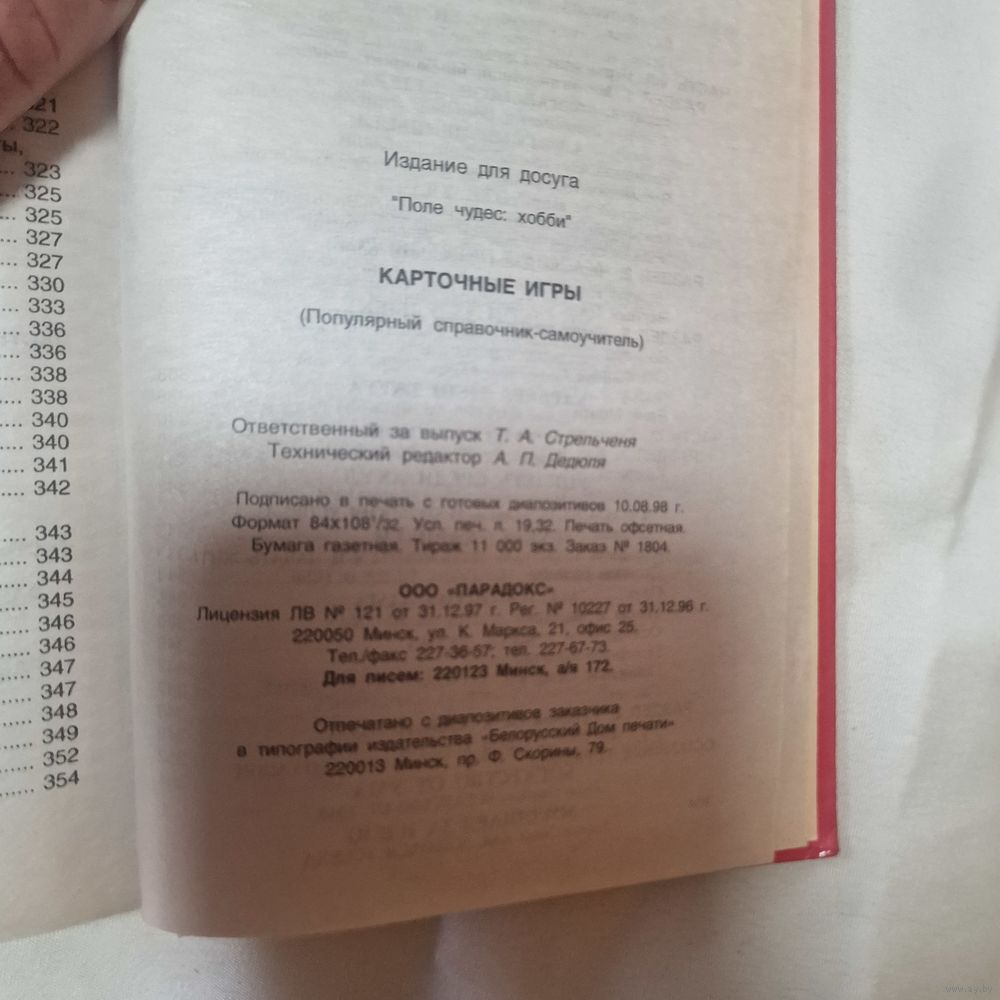 321
322
ты,
... 323
... 325
... 325
... 327
... 327
... 330
... 333
... 336
... 336
... 338
... 338
... 340
... 340
.... 341
.... 342
.... 343
.... 343
.... 344
..... 345
..... 346
..... 346
..... 347
..... 347
..... 348
..... 349
...... 352
...... 354
Издание для досуга
"Поле чудес: хобби"
КАРТОЧНЫЕ ИГРЫ
(Популярный справочник-самоучитель)
Ответственный за выпуск Т. А. Стрельченя
Технический редактор А. П. Дедюля
Подписано в печать с готовых диапозитивов 10.08.98 г.
Формат 84х108¹/32. Усл. печ. л. 19,32. Печать офсетная.
Бумага газетная. Тираж 11 000 экз. Заказ № 1804.
ООО «ПАРАДОКС»
Лицензия ЛВ № 121 от 31.12.97 г. Рег. № 10227 от 31.12.96 г.
220050 Минск, ул. К. Маркса, 21, офис 25.
Тел./факс 227-36-57; тел. 227-67-73.
Для писем: 220123 Минск, а/я 172.
Отпечатано с диапозитивов заказчика
в типографии издательства «Белорусский Дом печати»
220013 Минск, пр. Ф. Скорины, 79.
www.ay.by